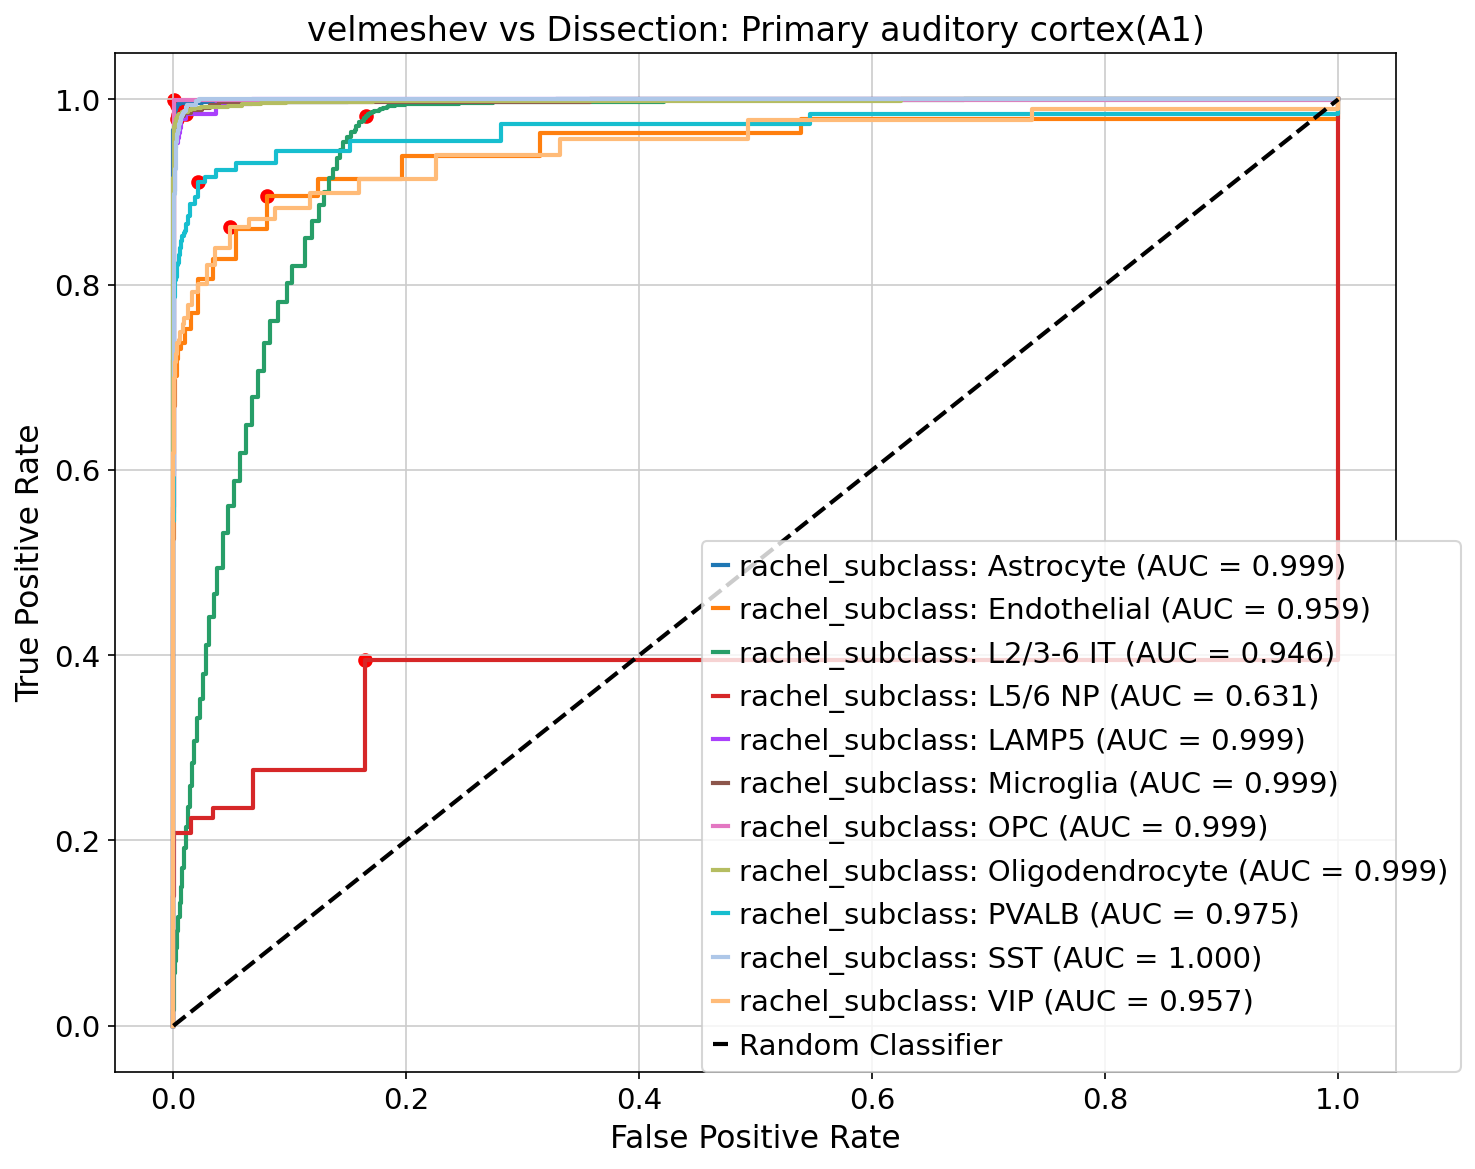 velmeshev vs Dissection: Primary auditory cortex(A1)
1.0
0.8
0.6
0.4
0.2
0.0
True Positive Rate
rachel_subclass: Astrocyte (AUC = 0.999)
rachel_subclass: Endothelial (AUC = 0.959)
rachel_subclass: L2/3-6 IT (AUC = 0.946)
rachel_subclass: L5/6 NP (AUC = 0.631)
rachel_subclass: LAMP5 (AUC = 0.999)
rachel_subclass: Microglia (AUC = 0.999)
rachel_subclass: OPC (AUC = 0.999)
rachel_subclass: Oligodendrocyte (AUC = 0.999)
rachel_subclass: PVALB (AUC = 0.975)
rachel_subclass: SST (AUC = 1.000)
rachel_subclass: VIP (AUC = 0.957)
Random Classifier
0.0 0.2 0.4 0.6 0.8 1.0
False Positive Rate